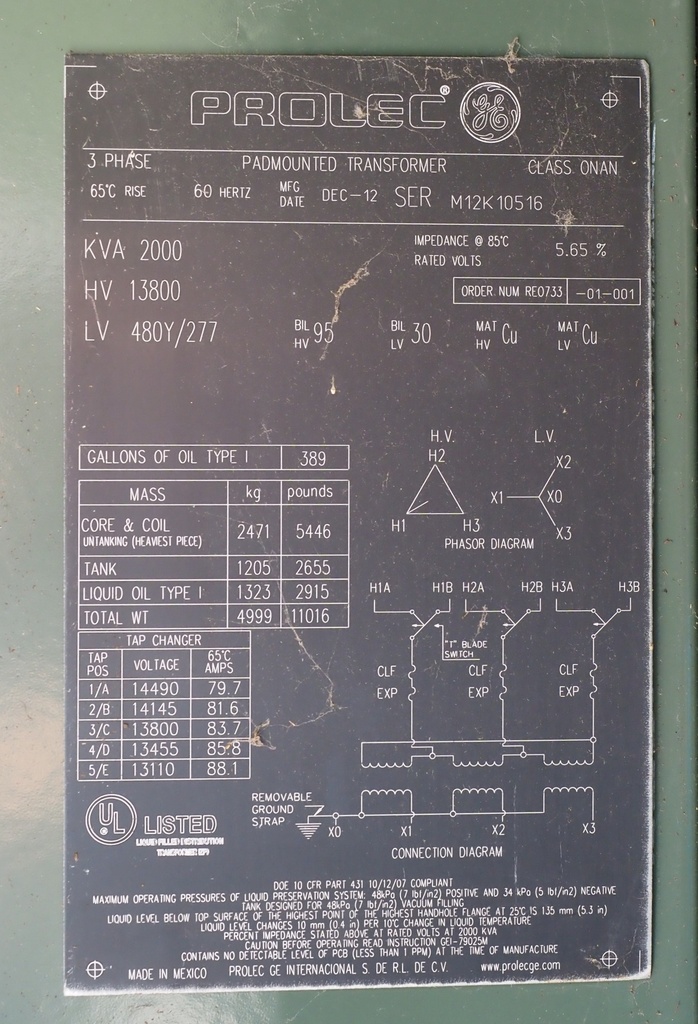 PROLEC® GE
3 PHASE PADMOUNTED TRANSFORMER CLASS ONAN
65°C RISE 60 HERTZ MFG DATE DEC-12 SER M12K10516
KVA 2000 IMPEDANCE @ 85°C RATED VOLTS 5.65 %
HV 13800 ORDER NUM RE0733 -01-001
LV 480Y/277 BIL HV 95 BIL LV 30 MAT HV Cu MAT LV Cu
GALLONS OF OIL TYPE I 389
MASS kg pounds
CORE & COIL UNTANKING (HEAVIEST PIECE) 2471 5446
TANK 1205 2655
LIQUID OIL TYPE I 1323 2915
TOTAL WT 4999 11016
H.V. L.V.
H2 X2
X1 X0
H1 H3 X3
PHASOR DIAGRAM
TAP CHANGER
TAP POS VOLTAGE 65°C AMPS
1/A 14490 79.7
2/B 14145 81.6
3/C 13800 83.7
4/D 13455 85.8
5/E 13110 88.1
H1A H1B H2A H2B H3A H3B
"T" BLADE
SWITCH
CLF CLF CLF
EXP EXP EXP
REMOVABLE
GROUND
STRAP
X0 X1 X2 X3
CONNECTION DIAGRAM
UL® LISTED
LIQUID-FILLED DISTRIBUTION
TRANSFORMER
DOE 10 CFR PART 431 10/12/07 COMPLIANT
MAXIMUM OPERATING PRESSURES OF LIQUID PRESERVATION SYSTEM: 48kPa (7 lbf/in2) POSITIVE AND 34 kPa (5 lbf/in2) NEGATIVE
TANK DESIGNED FOR 48kPa (7 lbf/in2) VACUUM FILLING
LIQUID LEVEL BELOW TOP SURFACE OF THE HIGHEST POINT OF THE HIGHEST HANDHOLE FLANGE AT 25°C IS 135 mm (5.3 in)
LIQUID LEVEL CHANGES 10 mm (0.4 in) PER 10°C CHANGE IN LIQUID TEMPERATURE
PERCENT IMPEDANCE STATED ABOVE AT RATED VOLTS AT 2000 KVA
CAUTION BEFORE OPERATING READ INSTRUCTION GEI-79025M
CONTAINS NO DETECTABLE LEVEL OF PCB (LESS THAN 1 PPM) AT THE TIME OF MANUFACTURE
MADE IN MEXICO PROLEC GE INTERNACIONAL S. DE R.L. DE C.V. www.prolecge.com